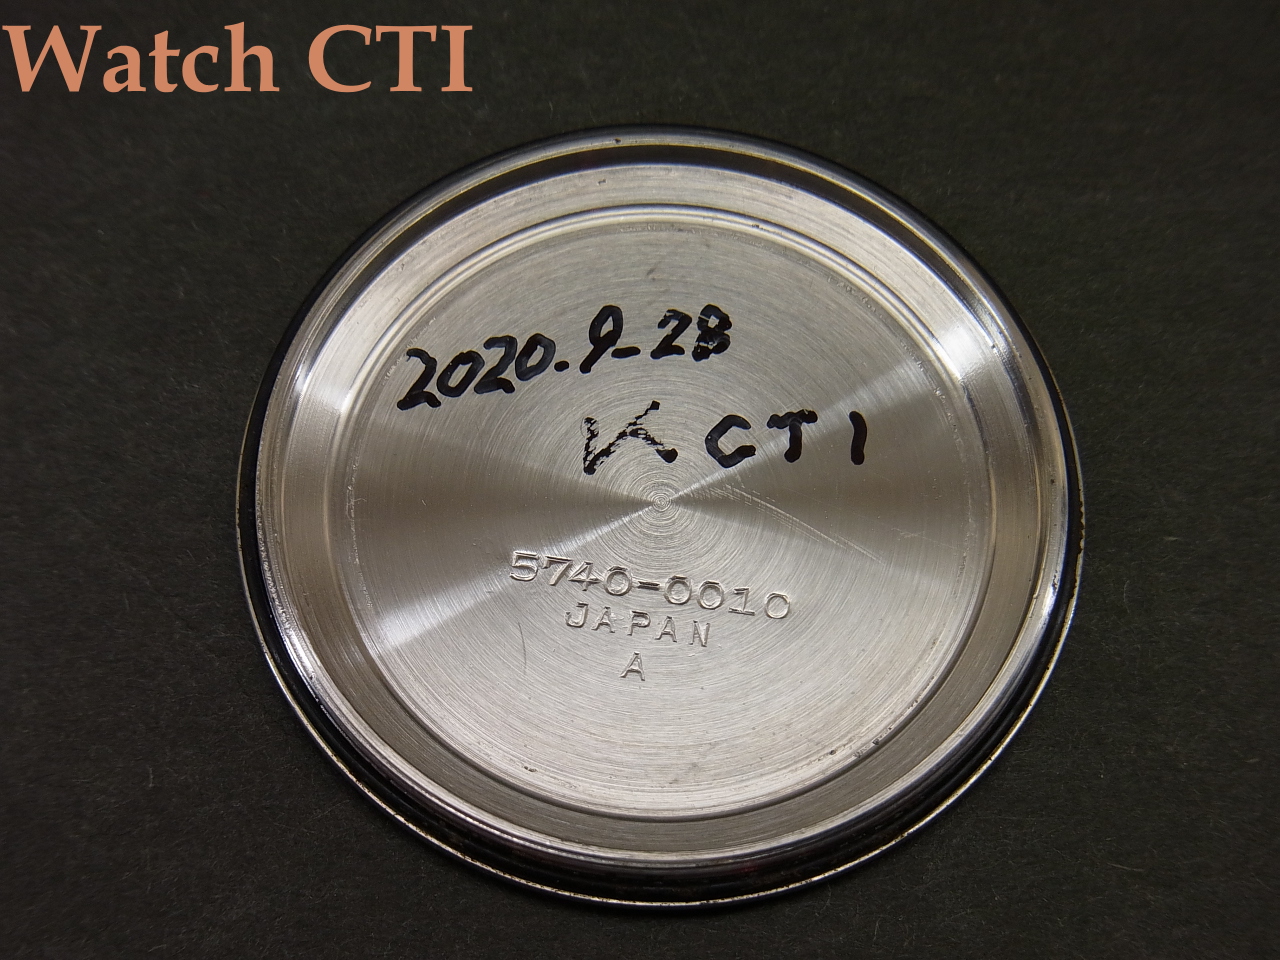 Watch CTI
2020.9-28
K CTI
5740-0010
JAPAN
A